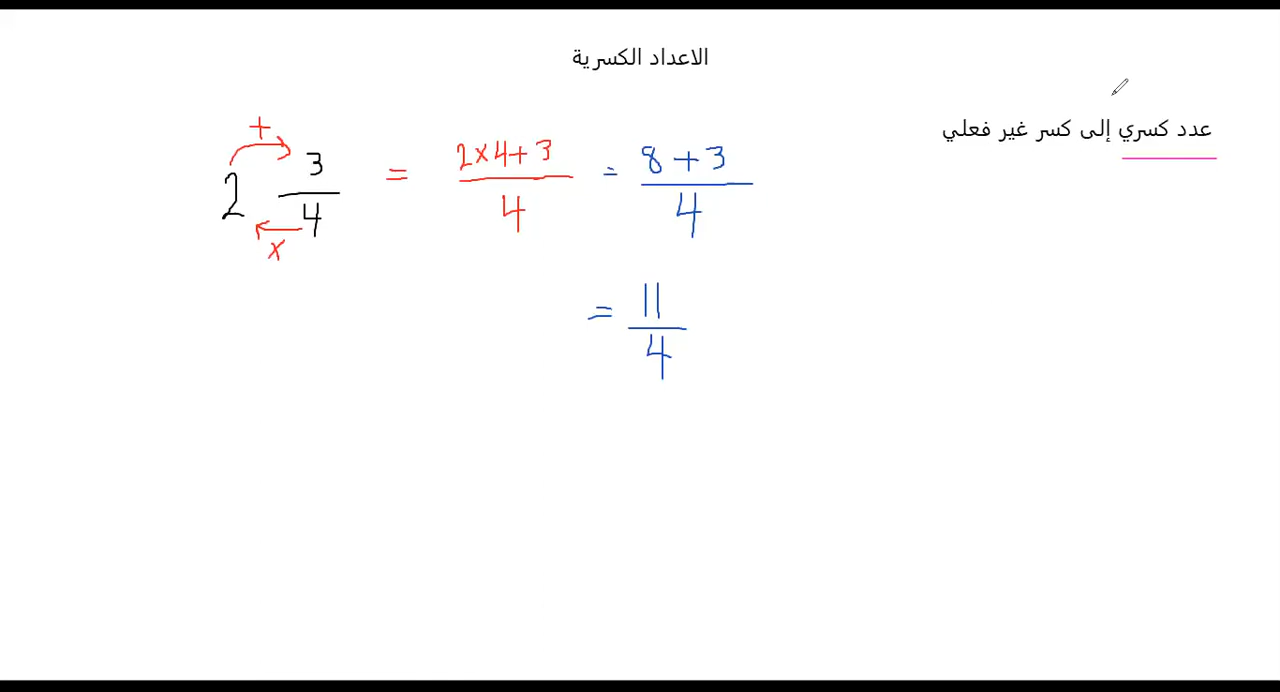 الاعداد الكسرية
عدد كسري إلى كسر غير فعلي
2 3/4 = 2×4+3/4 = 8+3/4
+
×
= 11/4